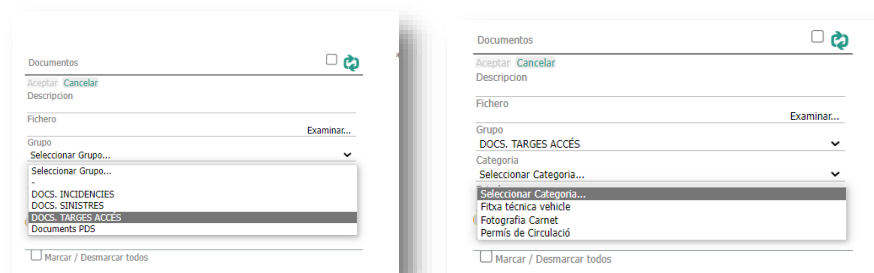 Documentos
Aceptar Cancelar
Descripcion
Fichero
Examinar...
Grupo
Seleccionar Grupo...
Seleccionar Grupo...
-
DOCS. INCIDENCIES
DOCS. SINISTRES
DOCS. TARGES ACCÉS
Documents PDS
Marcar / Desmarcar todos
*
Documentos
Aceptar Cancelar
Descripcion
Fichero
Examinar...
Grupo
DOCS. TARGES ACCÉS
Categoria
Seleccionar Categoria...
Seleccionar Categoria...
Fitxa técnica vehicle
Fotografia Carnet
Permís de Circulació
Marcar / Desmarcar todos